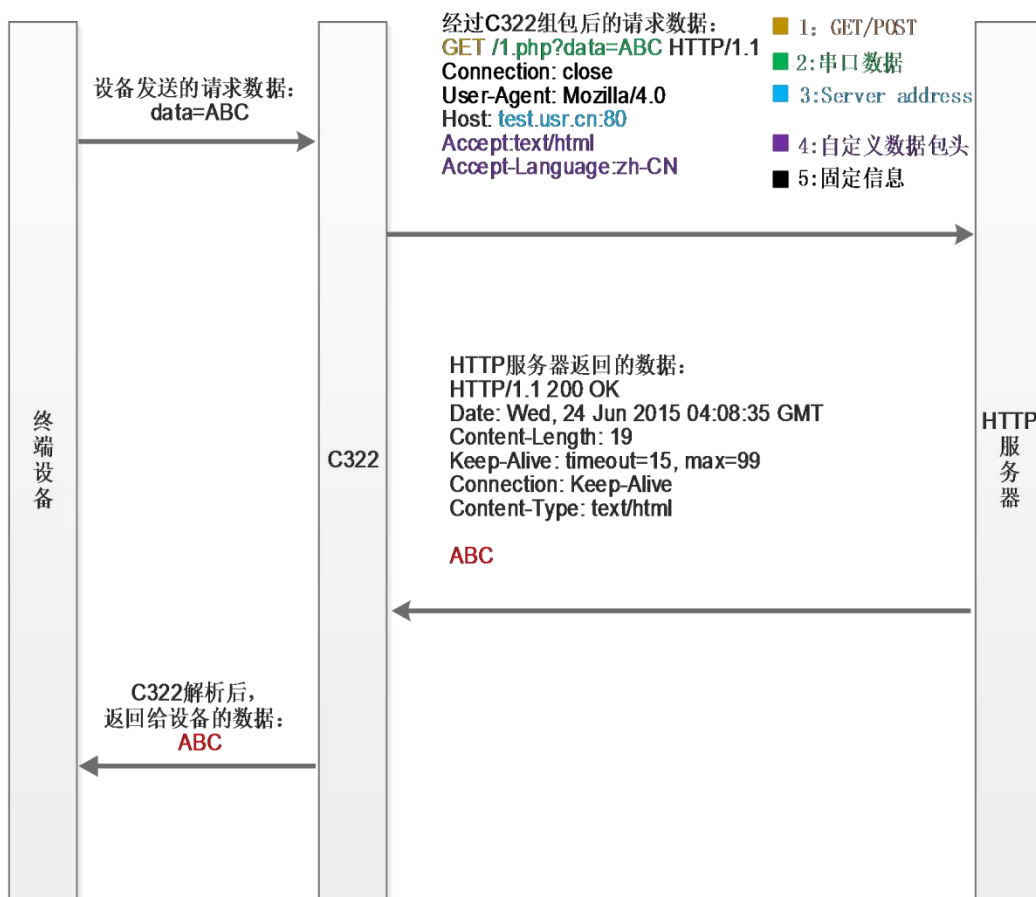 经过C322组包后的请求数据：
GET /1.php?data=ABC HTTP/1.1
Connection: close
User-Agent: Mozilla/4.0
Host: test.usr.cn:80
Accept:text/html
Accept-Language:zh-CN
1：GET/POST
2:串口数据
3:Server address
4:自定义数据包头
5:固定信息
设备发送的请求数据：
data=ABC
HTTP服务器返回的数据：
HTTP/1.1 200 OK
Date: Wed, 24 Jun 2015 04:08:35 GMT
Content-Length: 19
Keep-Alive: timeout=15, max=99
Connection: Keep-Alive
Content-Type: text/html
ABC
终端设备
C322
HTTP
服务器
C322解析后，
返回给设备的数据：
ABC